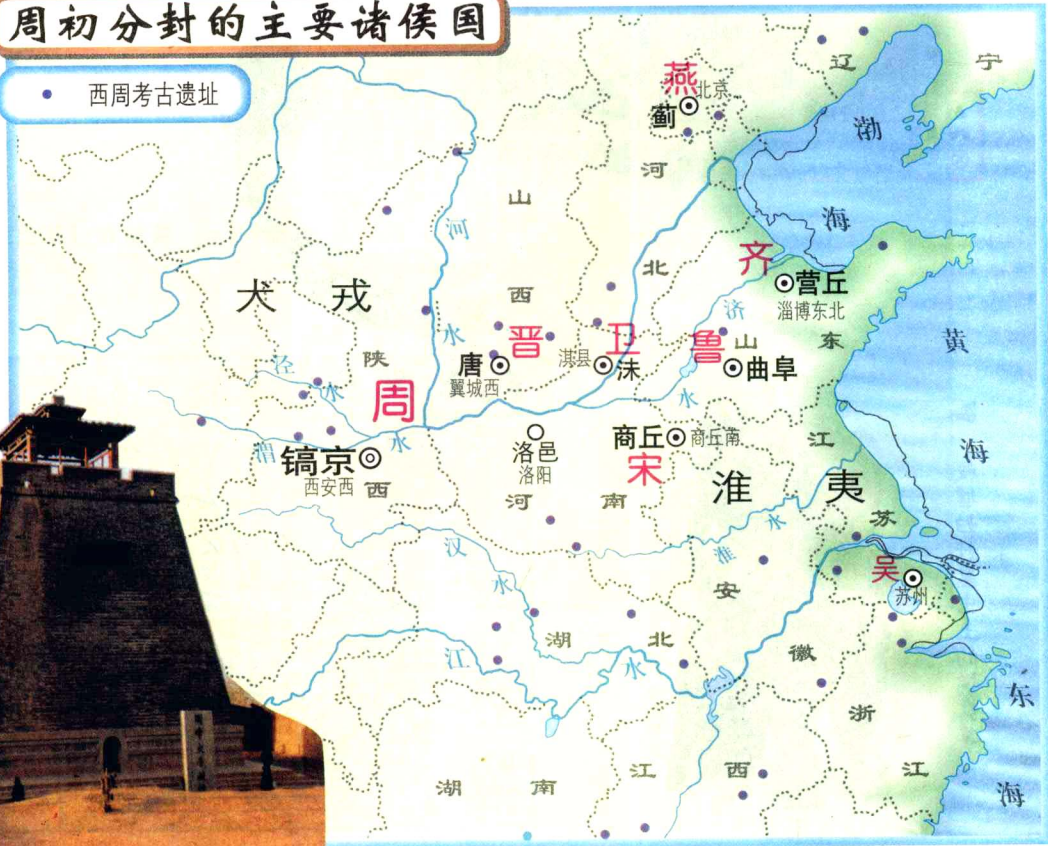 周初分封的主要诸侯国
西周考古遗址
辽宁
燕
北京
蓟
渤海
河北
山西
河水
犬戎
齐
营丘
淄博东北
济水
山东
黄海
晋
唐
翼城西
卫
淇县
沬
鲁
曲阜
陕西
泾水
周
渭水
镐京
西安西
洛邑
洛阳
商丘
商丘南
宋
河南
淮夷
江苏
淮水
吴
苏州
安徽
汉水
湖北
江水
东海
浙江
湖南
江西